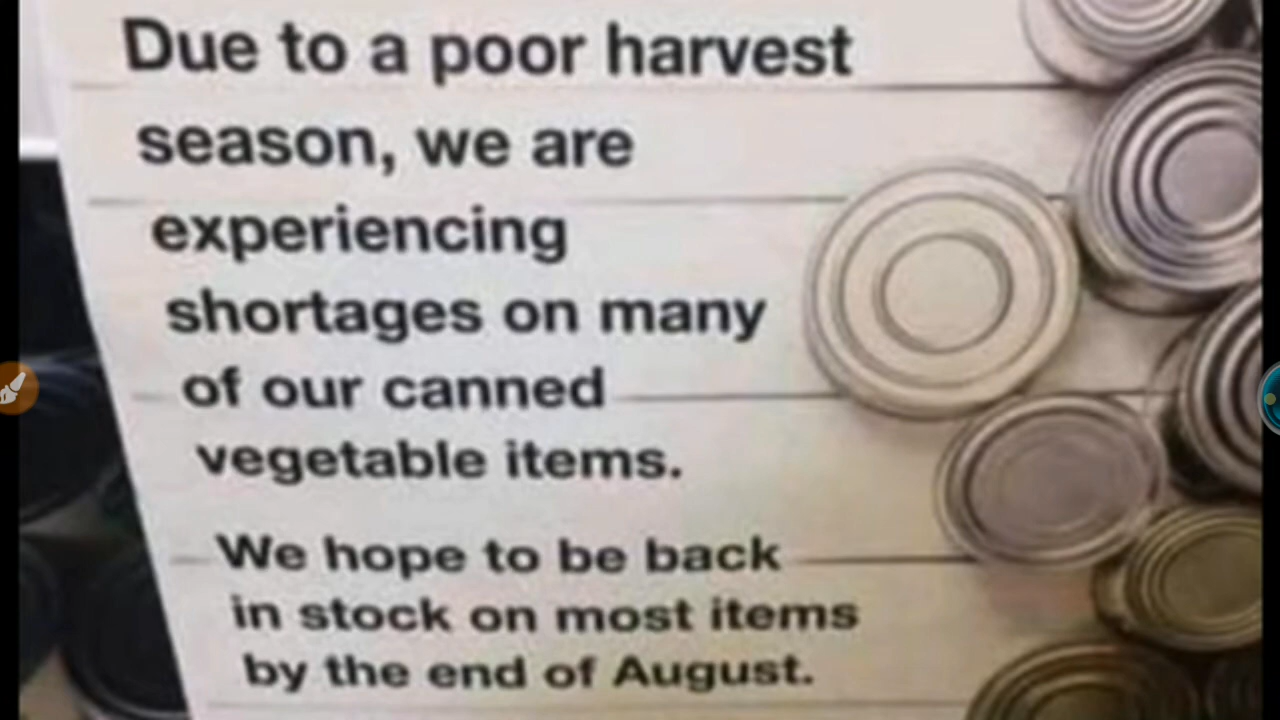 Due to a poor harvest
season, we are
experiencing
shortages on many
of our canned
vegetable items.
We hope to be back
in stock on most items
by the end of August.